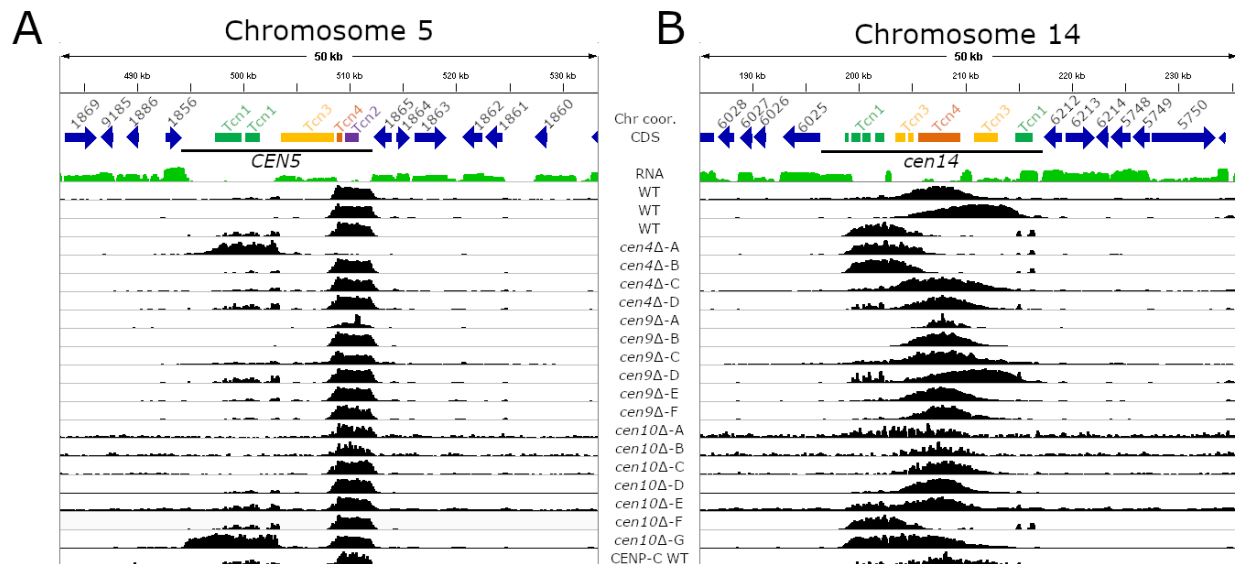 A
Chromosome 5
50 kb
490 kb 500 kb 510 kb 520 kb 530 kb
1869 9185 1886 1856 Tcn1 Tcn1 Tcn3 Tcn4 Tcn2 1865 1864 1863 1862 1861 1860
CEN5
Chr coor.
CDS
RNA
WT
WT
WT
cen4Δ-A
cen4Δ-B
cen4Δ-C
cen4Δ-D
cen9Δ-A
cen9Δ-B
cen9Δ-C
cen9Δ-D
cen9Δ-E
cen9Δ-F
cen10Δ-A
cen10Δ-B
cen10Δ-C
cen10Δ-D
cen10Δ-E
cen10Δ-F
cen10Δ-G
CENP-C WT
B
Chromosome 14
50 kb
190 kb 200 kb 210 kb 220 kb 230 kb
6028 6027 6026 6025 Tcn1 Tcn3 Tcn4 Tcn3 Tcn1 6212 6213 6214 5748 5749 5750
cen14